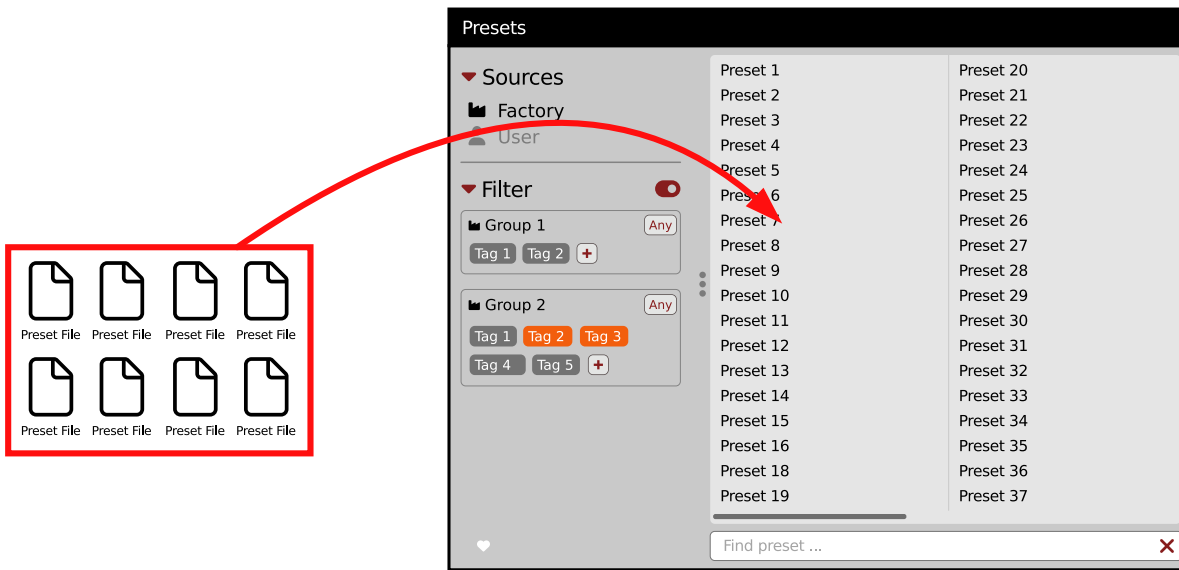 Presets
Sources
Factory
User
Filter
Group 1
Any
Tag 1 Tag 2 +
Group 2
Any
Tag 1 Tag 2 Tag 3
Tag 4 Tag 5 +
Preset 1
Preset 2
Preset 3
Preset 4
Preset 5
Preset 6
Preset 7
Preset 8
Preset 9
Preset 10
Preset 11
Preset 12
Preset 13
Preset 14
Preset 15
Preset 16
Preset 18
Preset 19
Preset 20
Preset 21
Preset 22
Preset 23
Preset 24
Preset 25
Preset 26
Preset 27
Preset 28
Preset 29
Preset 30
Preset 31
Preset 32
Preset 33
Preset 34
Preset 35
Preset 36
Preset 37
Find preset ...
Preset File Preset File Preset File Preset File
Preset File Preset File Preset File Preset File